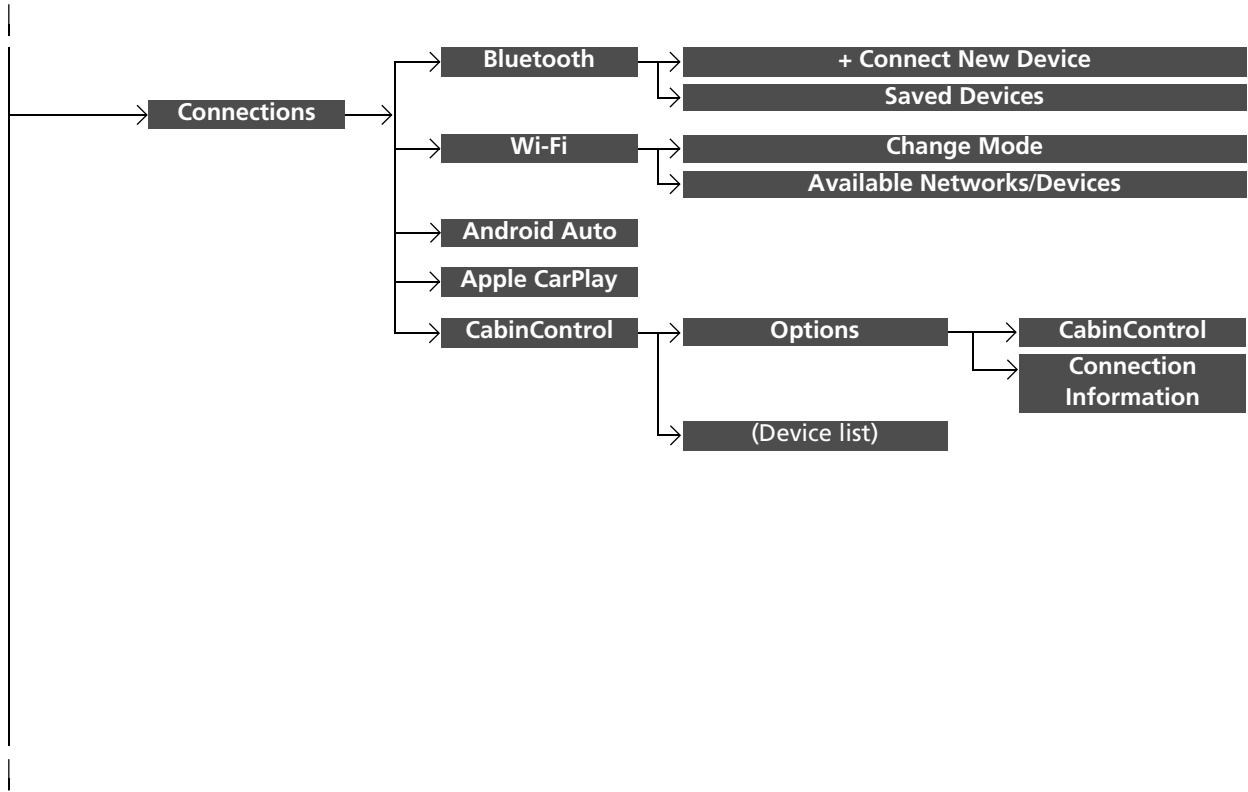 Bluetooth
+ Connect New Device
Saved Devices
Connections
Wi-Fi
Change Mode
Available Networks/Devices
Android Auto
Apple CarPlay
CabinControl
Options
CabinControl
Connection
Information
(Device list)